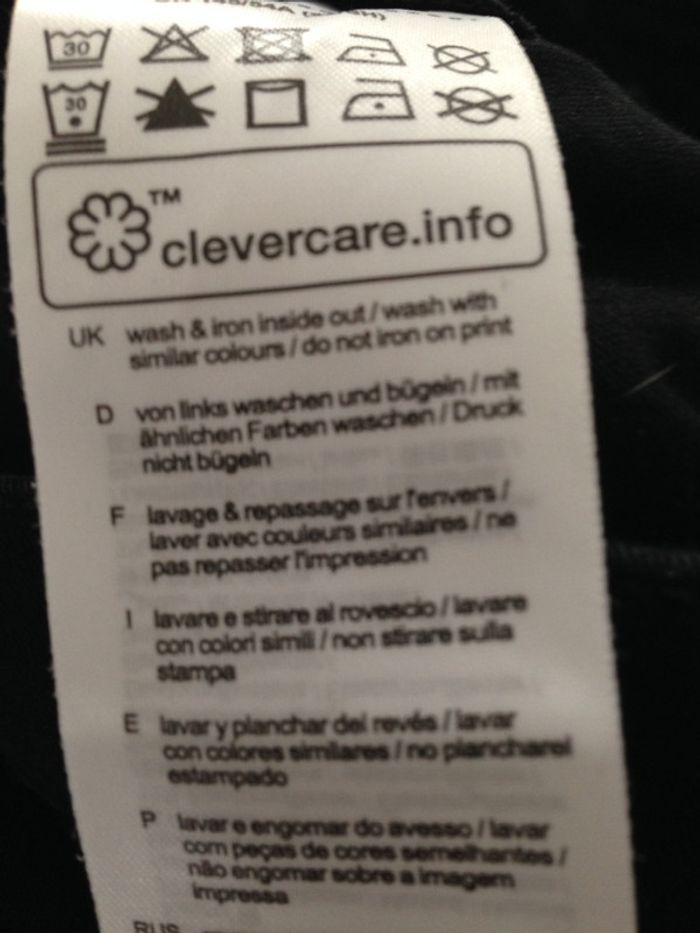 30
30
™
clevercare.info
UK wash & iron inside out / wash with
similar colours / do not iron on print
D von links waschen und bügeln / mit
ähnlichen Farben waschen / Druck
nicht bügeln
F lavage & repassage sur l'envers /
laver avec couleurs similaires / ne
pas repasser l'impression
I lavare e stirare al rovescio / lavare
con colori simili / non stirare sulla
stampa
E lavar y planchar del revés / lavar
con colores similares / no planchar el
estampado
P lavar e engomar do avesso / lavar
com peças de cores semelhantes /
não engomar sobre a imagem
impressa
RUS